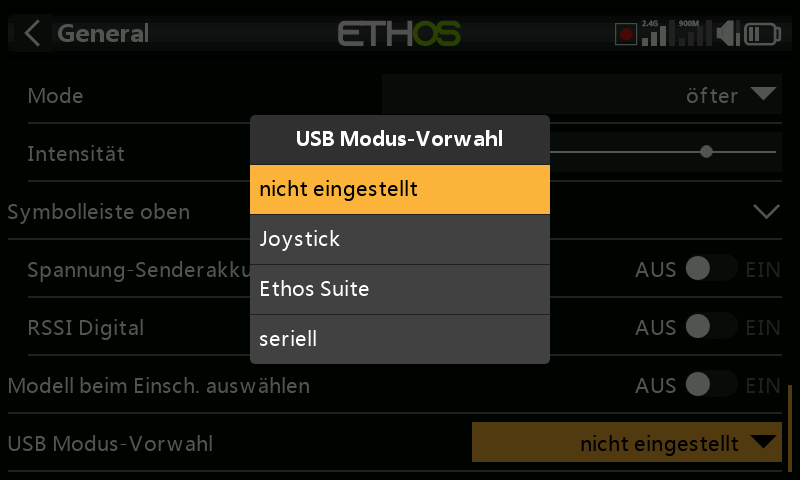 General
ETHOS
2.4G
900M
Mode
öfter
Intensität
Symbolleiste oben
Spannung-Senderakku
AUS
EIN
RSSI Digital
AUS
EIN
Modell beim Einsch. auswählen
AUS
EIN
USB Modus-Vorwahl
nicht eingestellt
USB Modus-Vorwahl
nicht eingestellt
Joystick
Ethos Suite
seriell